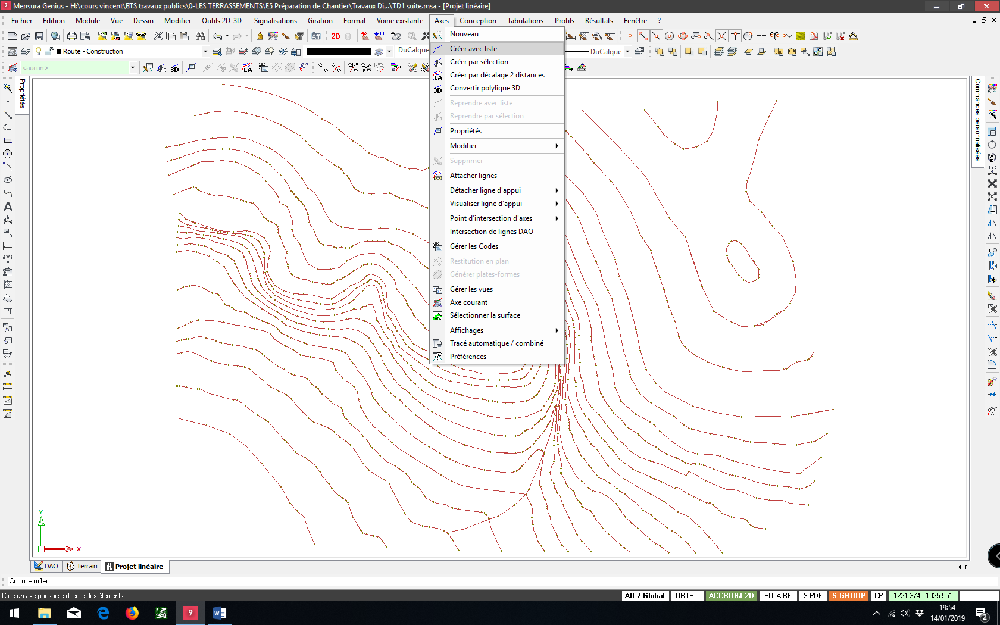 Mensura Genius - H:\cours vincent\BTS travaux publics\0-LES TERRASSEMENTS\E5 Préparation de Chantier\Travaux Di...\TD1 suite.msa - [Projet linéaire]
Fichier Edition Module Vue Dessin Modifier Outils 2D-3D Signalisations Giration Format Voirie existante Axes Conception Tabulations Profils Résultats Fenêtre ?
2D
Route - Construction
DuCalque
DuCalque
<aucun>
3D
Propriétés
Commandes personnalisées
Nouveau
Créer avec liste
Créer par sélection
Créer par décalage 2 distances
Convertir polyligne 3D
Reprendre avec liste
Reprendre par sélection
Propriétés
Modifier
Supprimer
Attacher lignes
Détacher ligne d'appui
Visualiser ligne d'appui
Point d'intersection d'axes
Intersection de lignes DAO
Gérer les Codes
Restitution en plan
Générer plates-formes
Gérer les vues
Axe courant
Sélectionner la surface
Affichages
Tracé automatique / combiné
Préférences
Y
X
DAO Terrain Projet linéaire
Commande:
Crée un axe par saisie directe des éléments
Aff / Global ORTHO ACCROBJ-2D POLAIRE S-PDF S-GROUP CP 1221.374 , 1035.551
19:54
14/01/2019
2